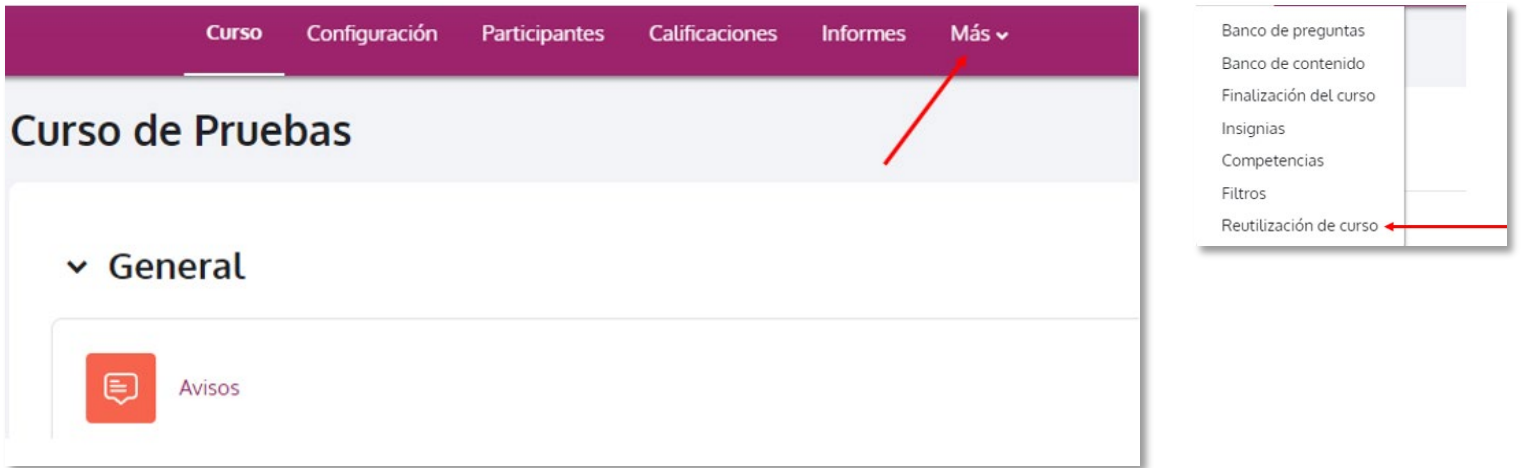 Curso Configuración Participantes Calificaciones Informes Más
Curso de Pruebas
General
Avisos
Banco de preguntas
Banco de contenido
Finalización del curso
Insignias
Competencias
Filtros
Reutilización de curso